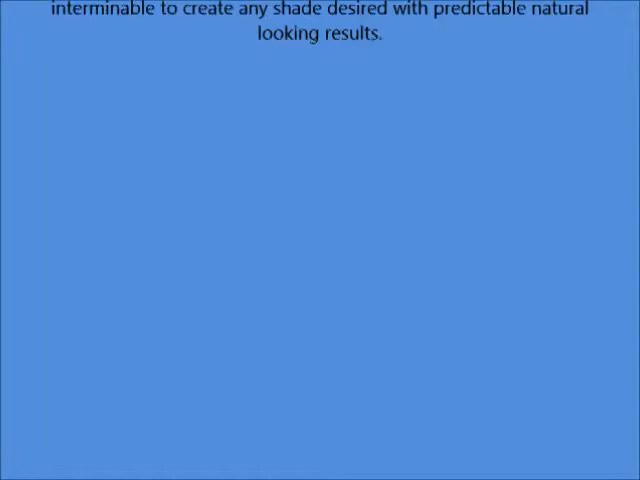 interminable to create any shade desired with predictable natural
looking results.